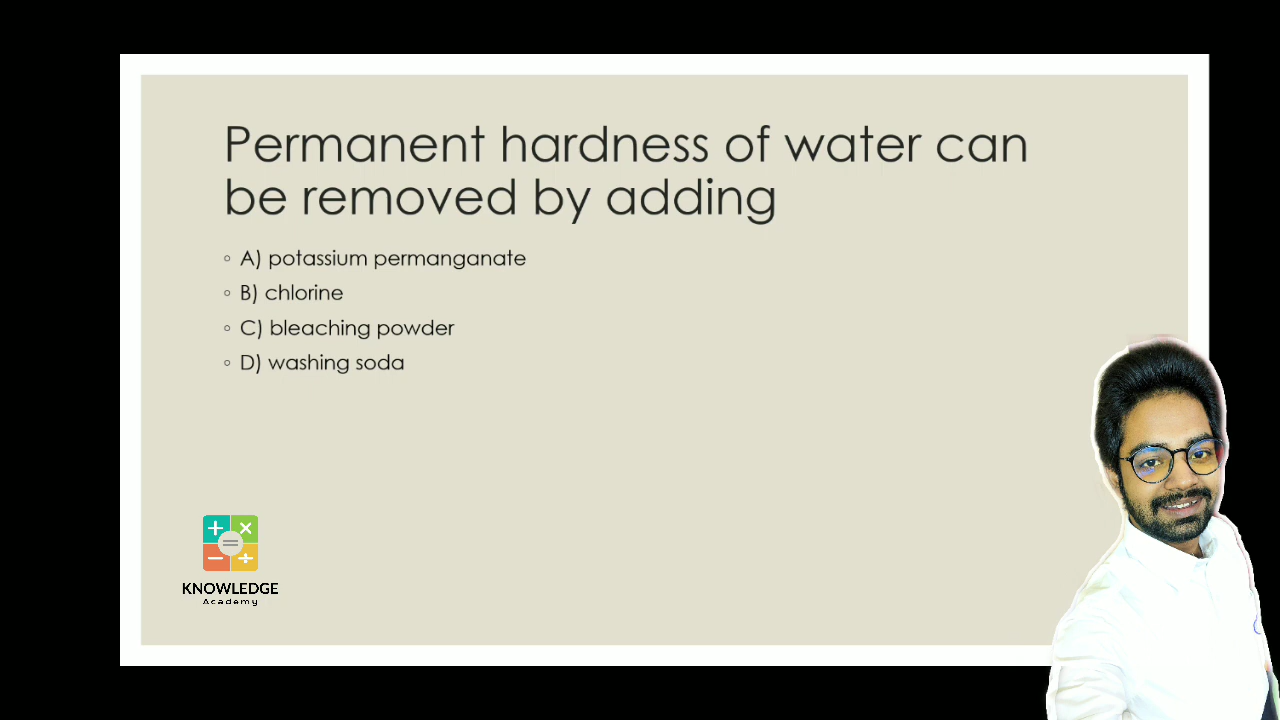 Permanent hardness of water can
be removed by adding
A) potassium permanganate
B) chlorine
C) bleaching powder
D) washing soda
KNOWLEDGE
Academy